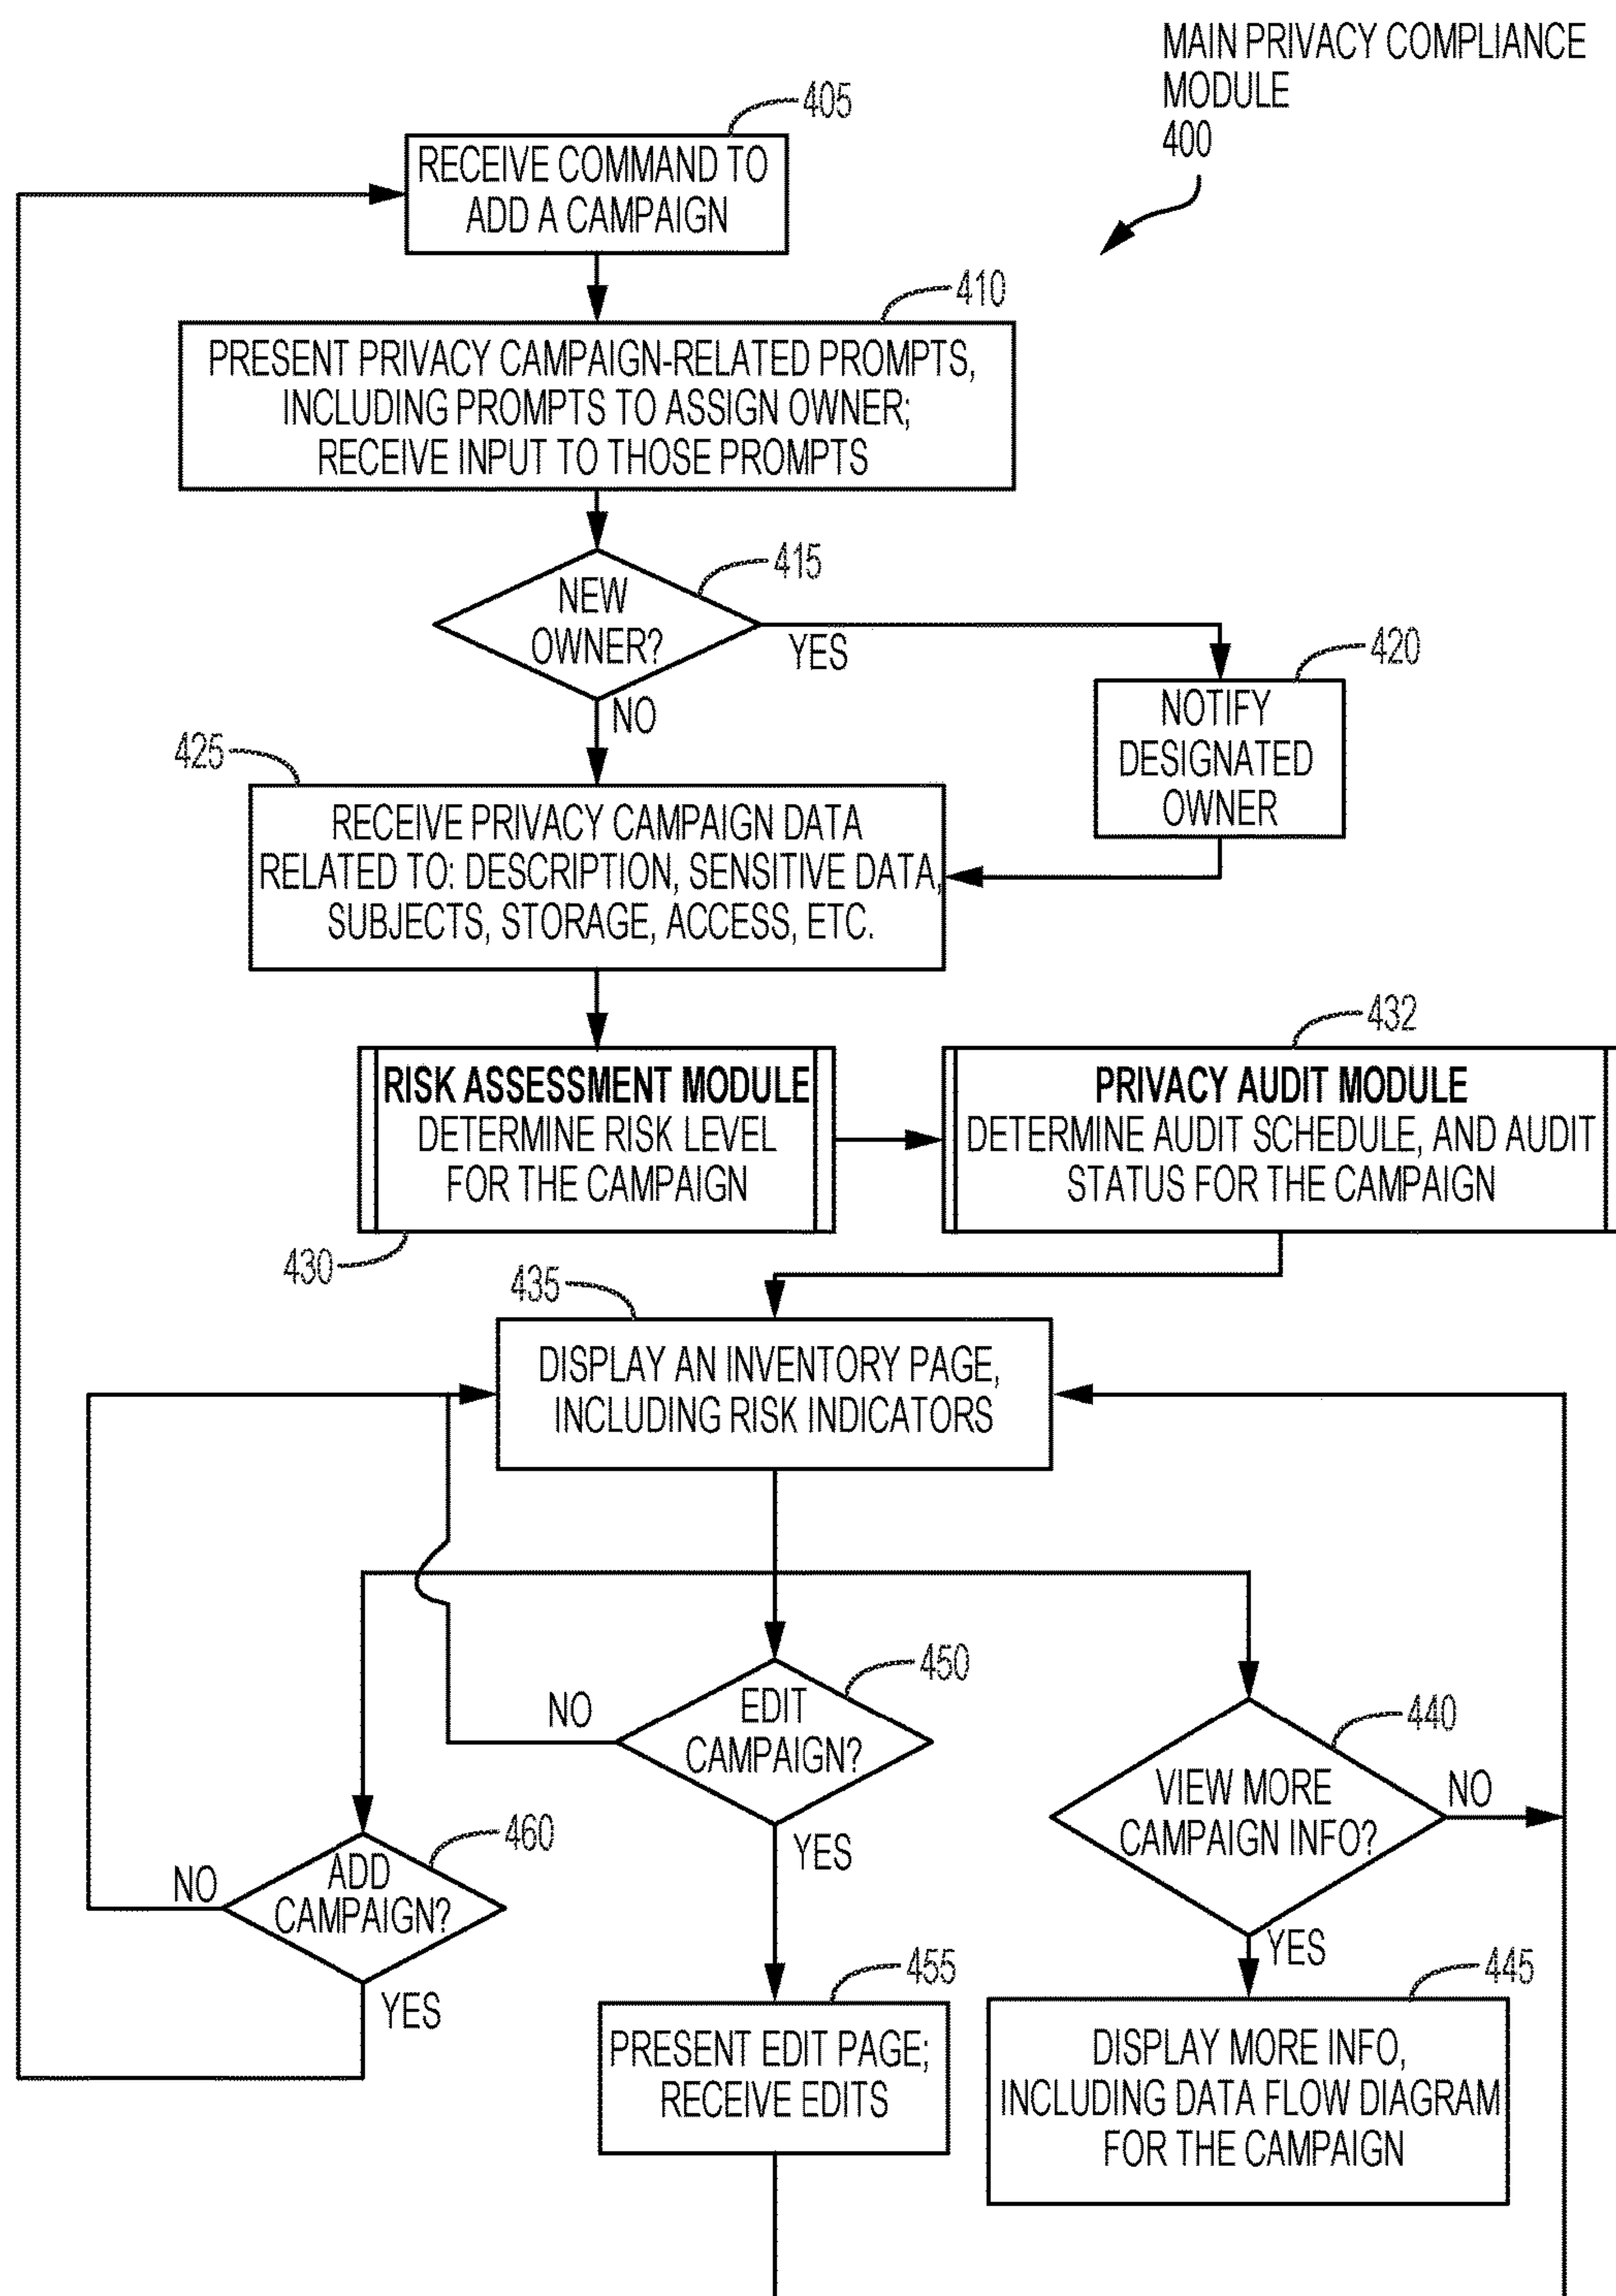 MAIN PRIVACY COMPLIANCE
MODULE
400
405
RECEIVE COMMAND TO
ADD A CAMPAIGN
410
PRESENT PRIVACY CAMPAIGN-RELATED PROMPTS,
INCLUDING PROMPTS TO ASSIGN OWNER;
RECEIVE INPUT TO THOSE PROMPTS
415
NEW
OWNER?
YES
NO
420
NOTIFY
DESIGNATED
OWNER
425
RECEIVE PRIVACY CAMPAIGN DATA
RELATED TO: DESCRIPTION, SENSITIVE DATA,
SUBJECTS, STORAGE, ACCESS, ETC.
RISK ASSESSMENT MODULE
DETERMINE RISK LEVEL
FOR THE CAMPAIGN
430
432
PRIVACY AUDIT MODULE
DETERMINE AUDIT SCHEDULE, AND AUDIT
STATUS FOR THE CAMPAIGN
435
DISPLAY AN INVENTORY PAGE,
INCLUDING RISK INDICATORS
450
EDIT
CAMPAIGN?
NO
YES
440
VIEW MORE
CAMPAIGN INFO?
NO
YES
460
ADD
CAMPAIGN?
NO
YES
455
PRESENT EDIT PAGE;
RECEIVE EDITS
445
DISPLAY MORE INFO,
INCLUDING DATA FLOW DIAGRAM
FOR THE CAMPAIGN